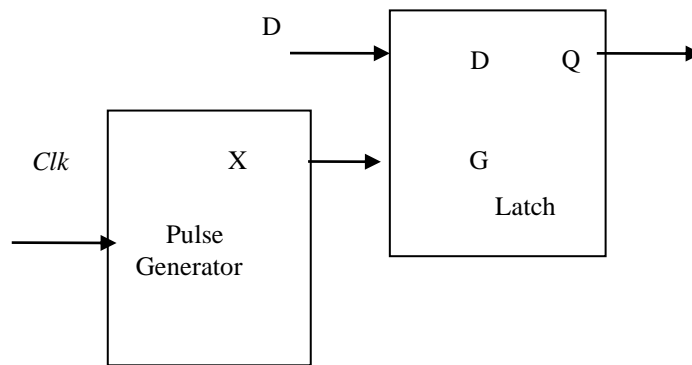 D
D Q
Clk
X
G
Latch
Pulse
Generator